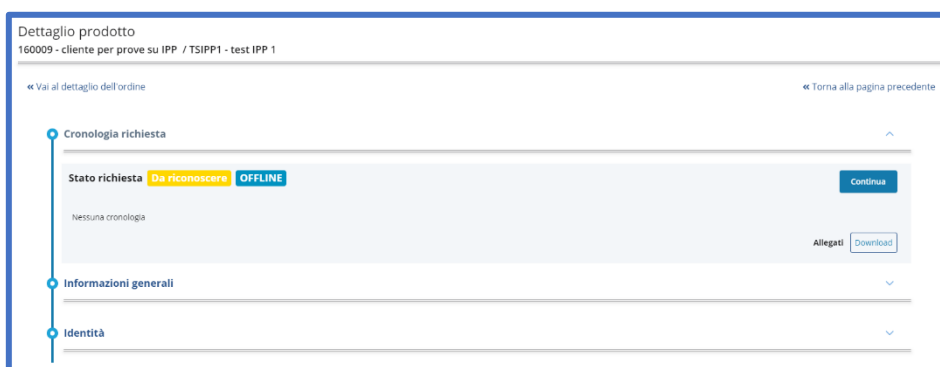 Dettaglio prodotto
160009 - cliente per prove su IPP / TSIPP1 - test IPP 1
« Vai al dettaglio dell'ordine
« Torna alla pagina precedente
Cronologia richiesta
Stato richiesta Da riconoscere OFFLINE
Continua
Nessuna cronologia
Allegati Download
Informazioni generali
Identità